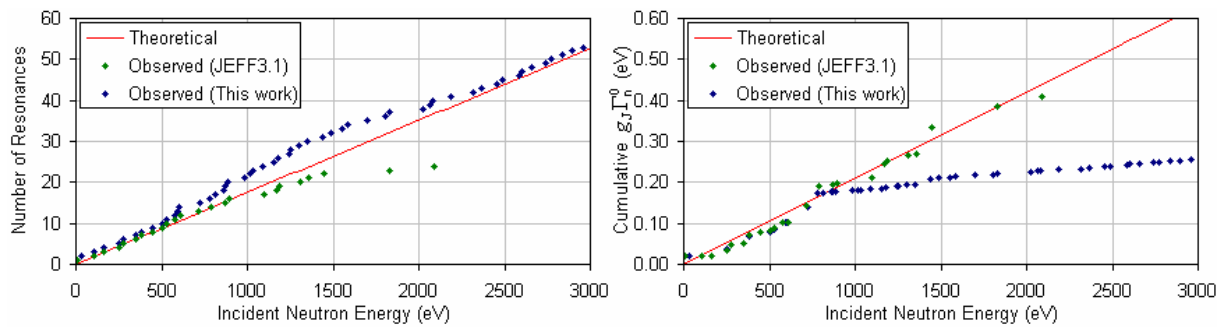 60
50
40
30
20
10
0
Number of Resonances
Theoretical
Observed (JEFF3.1)
Observed (This work)
0 500 1000 1500 2000 2500 3000
Incident Neutron Energy (eV)
0.60
0.50
0.40
0.30
0.20
0.10
0.00
Cumulative g_JΓ_n^0 (eV)
Theoretical
Observed (JEFF3.1)
Observed (This work)
0 500 1000 1500 2000 2500 3000
Incident Neutron Energy (eV)